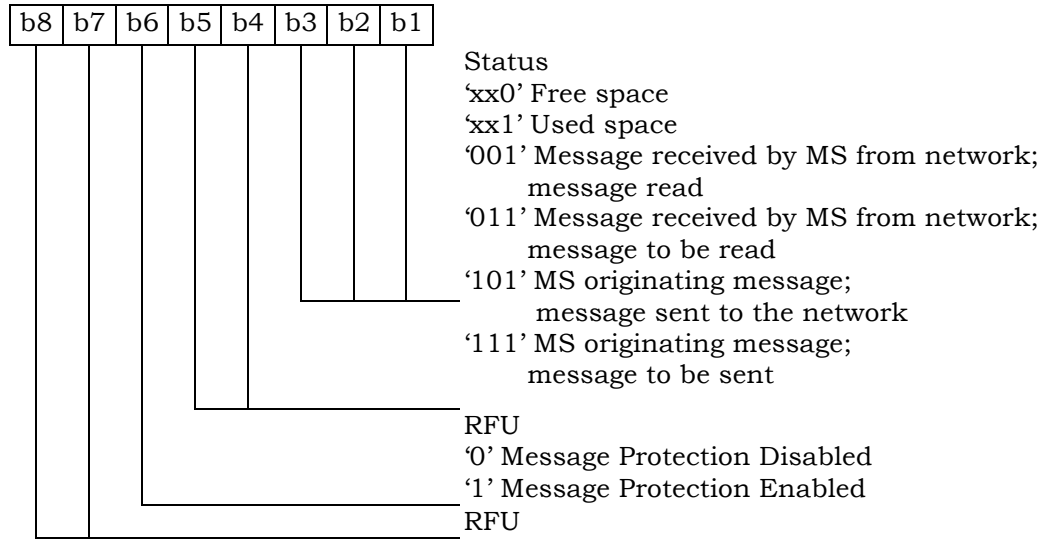 b8 b7 b6 b5 b4 b3 b2 b1
Status
‘xx0’ Free space
‘xx1’ Used space
‘001’ Message received by MS from network;
message read
‘011’ Message received by MS from network;
message to be read
‘101’ MS originating message;
message sent to the network
‘111’ MS originating message;
message to be sent
RFU
‘0’ Message Protection Disabled
‘1’ Message Protection Enabled
RFU